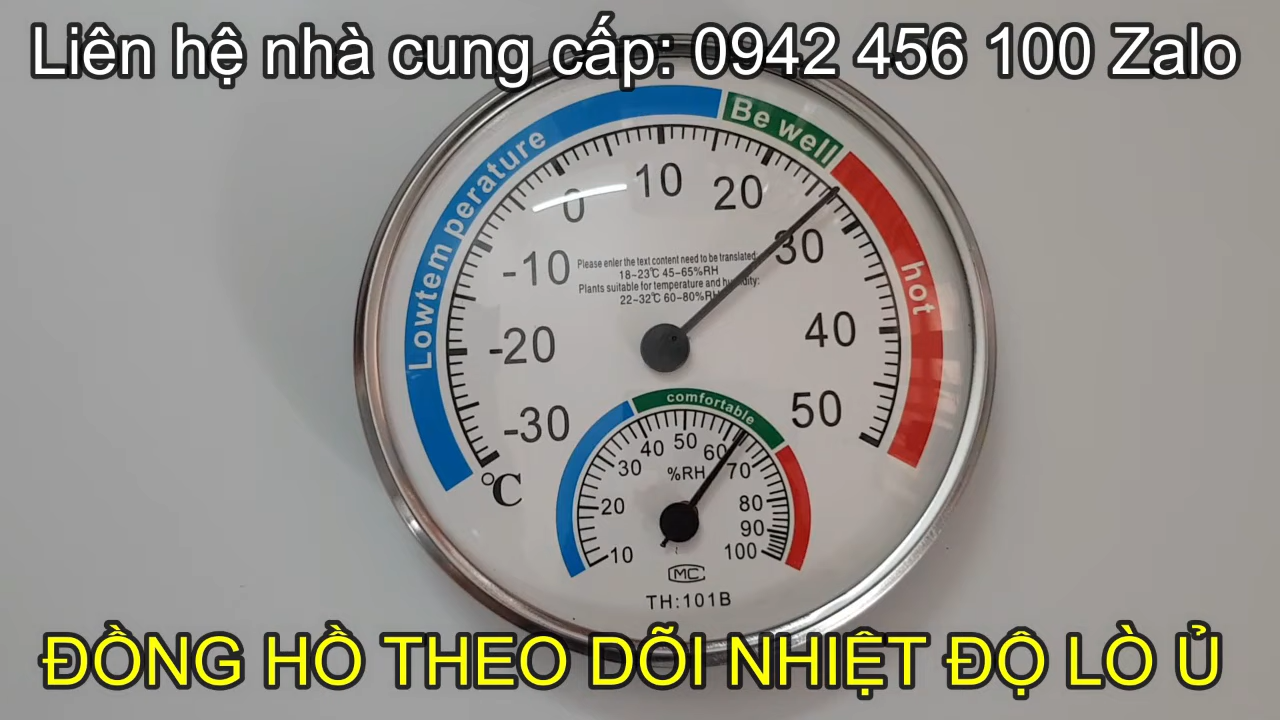 Liên hệ nhà cung cấp: 0942 456 100 Zalo
Lowtem perature
Be well
hot
-30
-20
-10
0
10
20
30
40
50
°C
Please enler the text content need to be translated:
18~23℃ 45~65%RH
Plants suitable for temperature and humidity:
22~32℃ 60~80%RH
comfortable
10
20
30
40
50
60
70
80
90
100
%RH
MC
TH:101B
ĐỒNG HỒ THEO DÕI NHIỆT ĐỘ LÒ Ủ